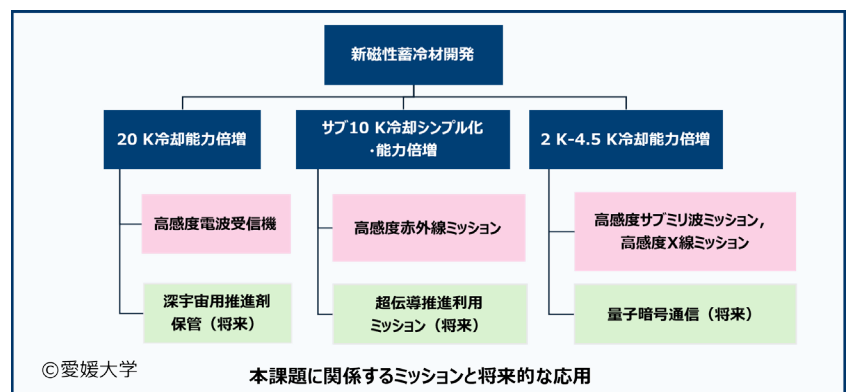 新磁性蓄冷材開発
20 K冷却能力倍増
サブ10 K冷却シンプル化
・能力倍増
2 K-4.5 K冷却能力倍増
高感度電波受信機
高感度赤外線ミッション
高感度サブミリ波ミッション,
高感度X線ミッション
深宇宙用推進剤
保管（将来）
超伝導推進利用
ミッション（将来）
量子暗号通信（将来）
©愛媛大学
本課題に関係するミッションと将来的な応用